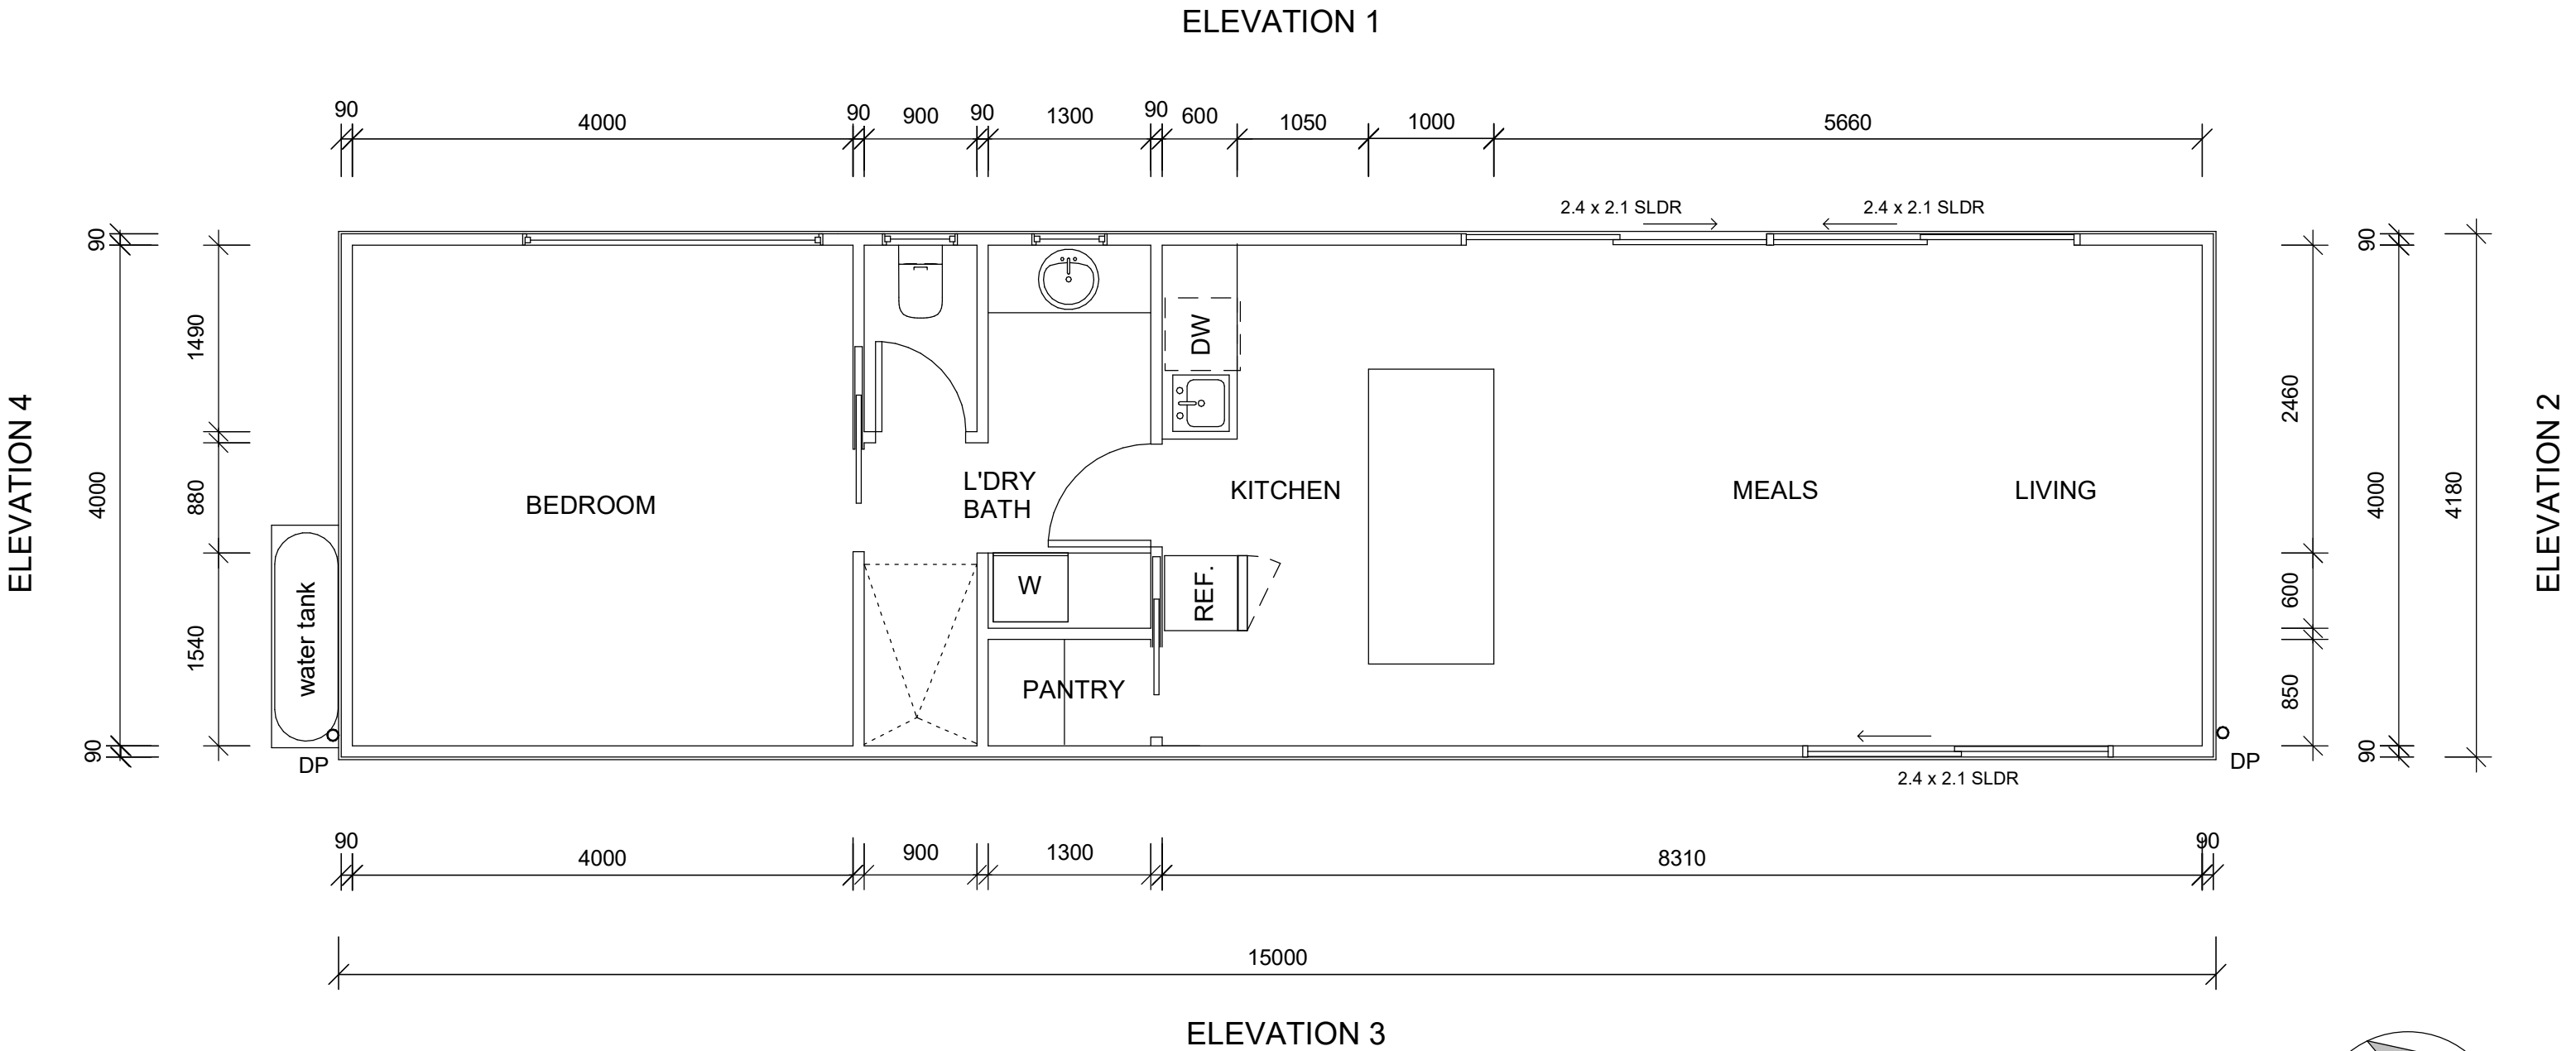 ELEVATION 1
90 4000 90 900 90 1300 90 600 1050 1000 5660
2.4 x 2.1 SLDR 2.4 x 2.1 SLDR
ELEVATION 4
90
4000
90
1490
880
1540
water tank
DP
BEDROOM
L'DRY
BATH
W
PANTRY
DW
REF.
KITCHEN
MEALS
LIVING
2.4 x 2.1 SLDR
DP
2460
600
850
90
4000
90
4180
ELEVATION 2
90 4000 900 1300 8310 90
15000
ELEVATION 3